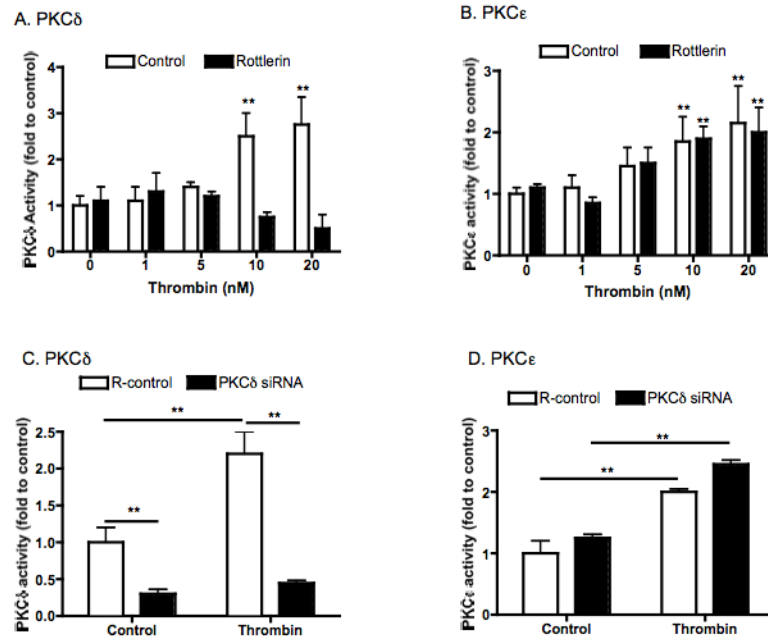 A. PKCδ
Control Rottlerin
PKCδ Activity (fold to control)
4
3
2
1
0
** **
0 1 5 10 20
Thrombin (nM)
B. PKCε
Control Rottlerin
PKCε activity (fold to control)
3
2
1
0
** ** ** **
0 1 5 10 20
Thrombin (nM)
C. PKCδ
R-control PKCδ siRNA
PKCδ activity (fold to control)
2.5
2.0
1.5
1.0
0.5
0.0
** ** **
Control Thrombin
D. PKCε
R-control PKCδ siRNA
PKCε activity (fold to control)
3
2
1
0
** **
Control Thrombin